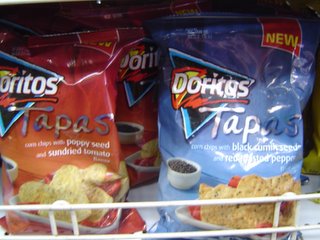 Doritos
Tapas
corn chips with poppy seed
and sundried tomato
flavour
Doritos
NEW
Doritos
Tapas
corn chips with black cumin seed
and red roasted pepper